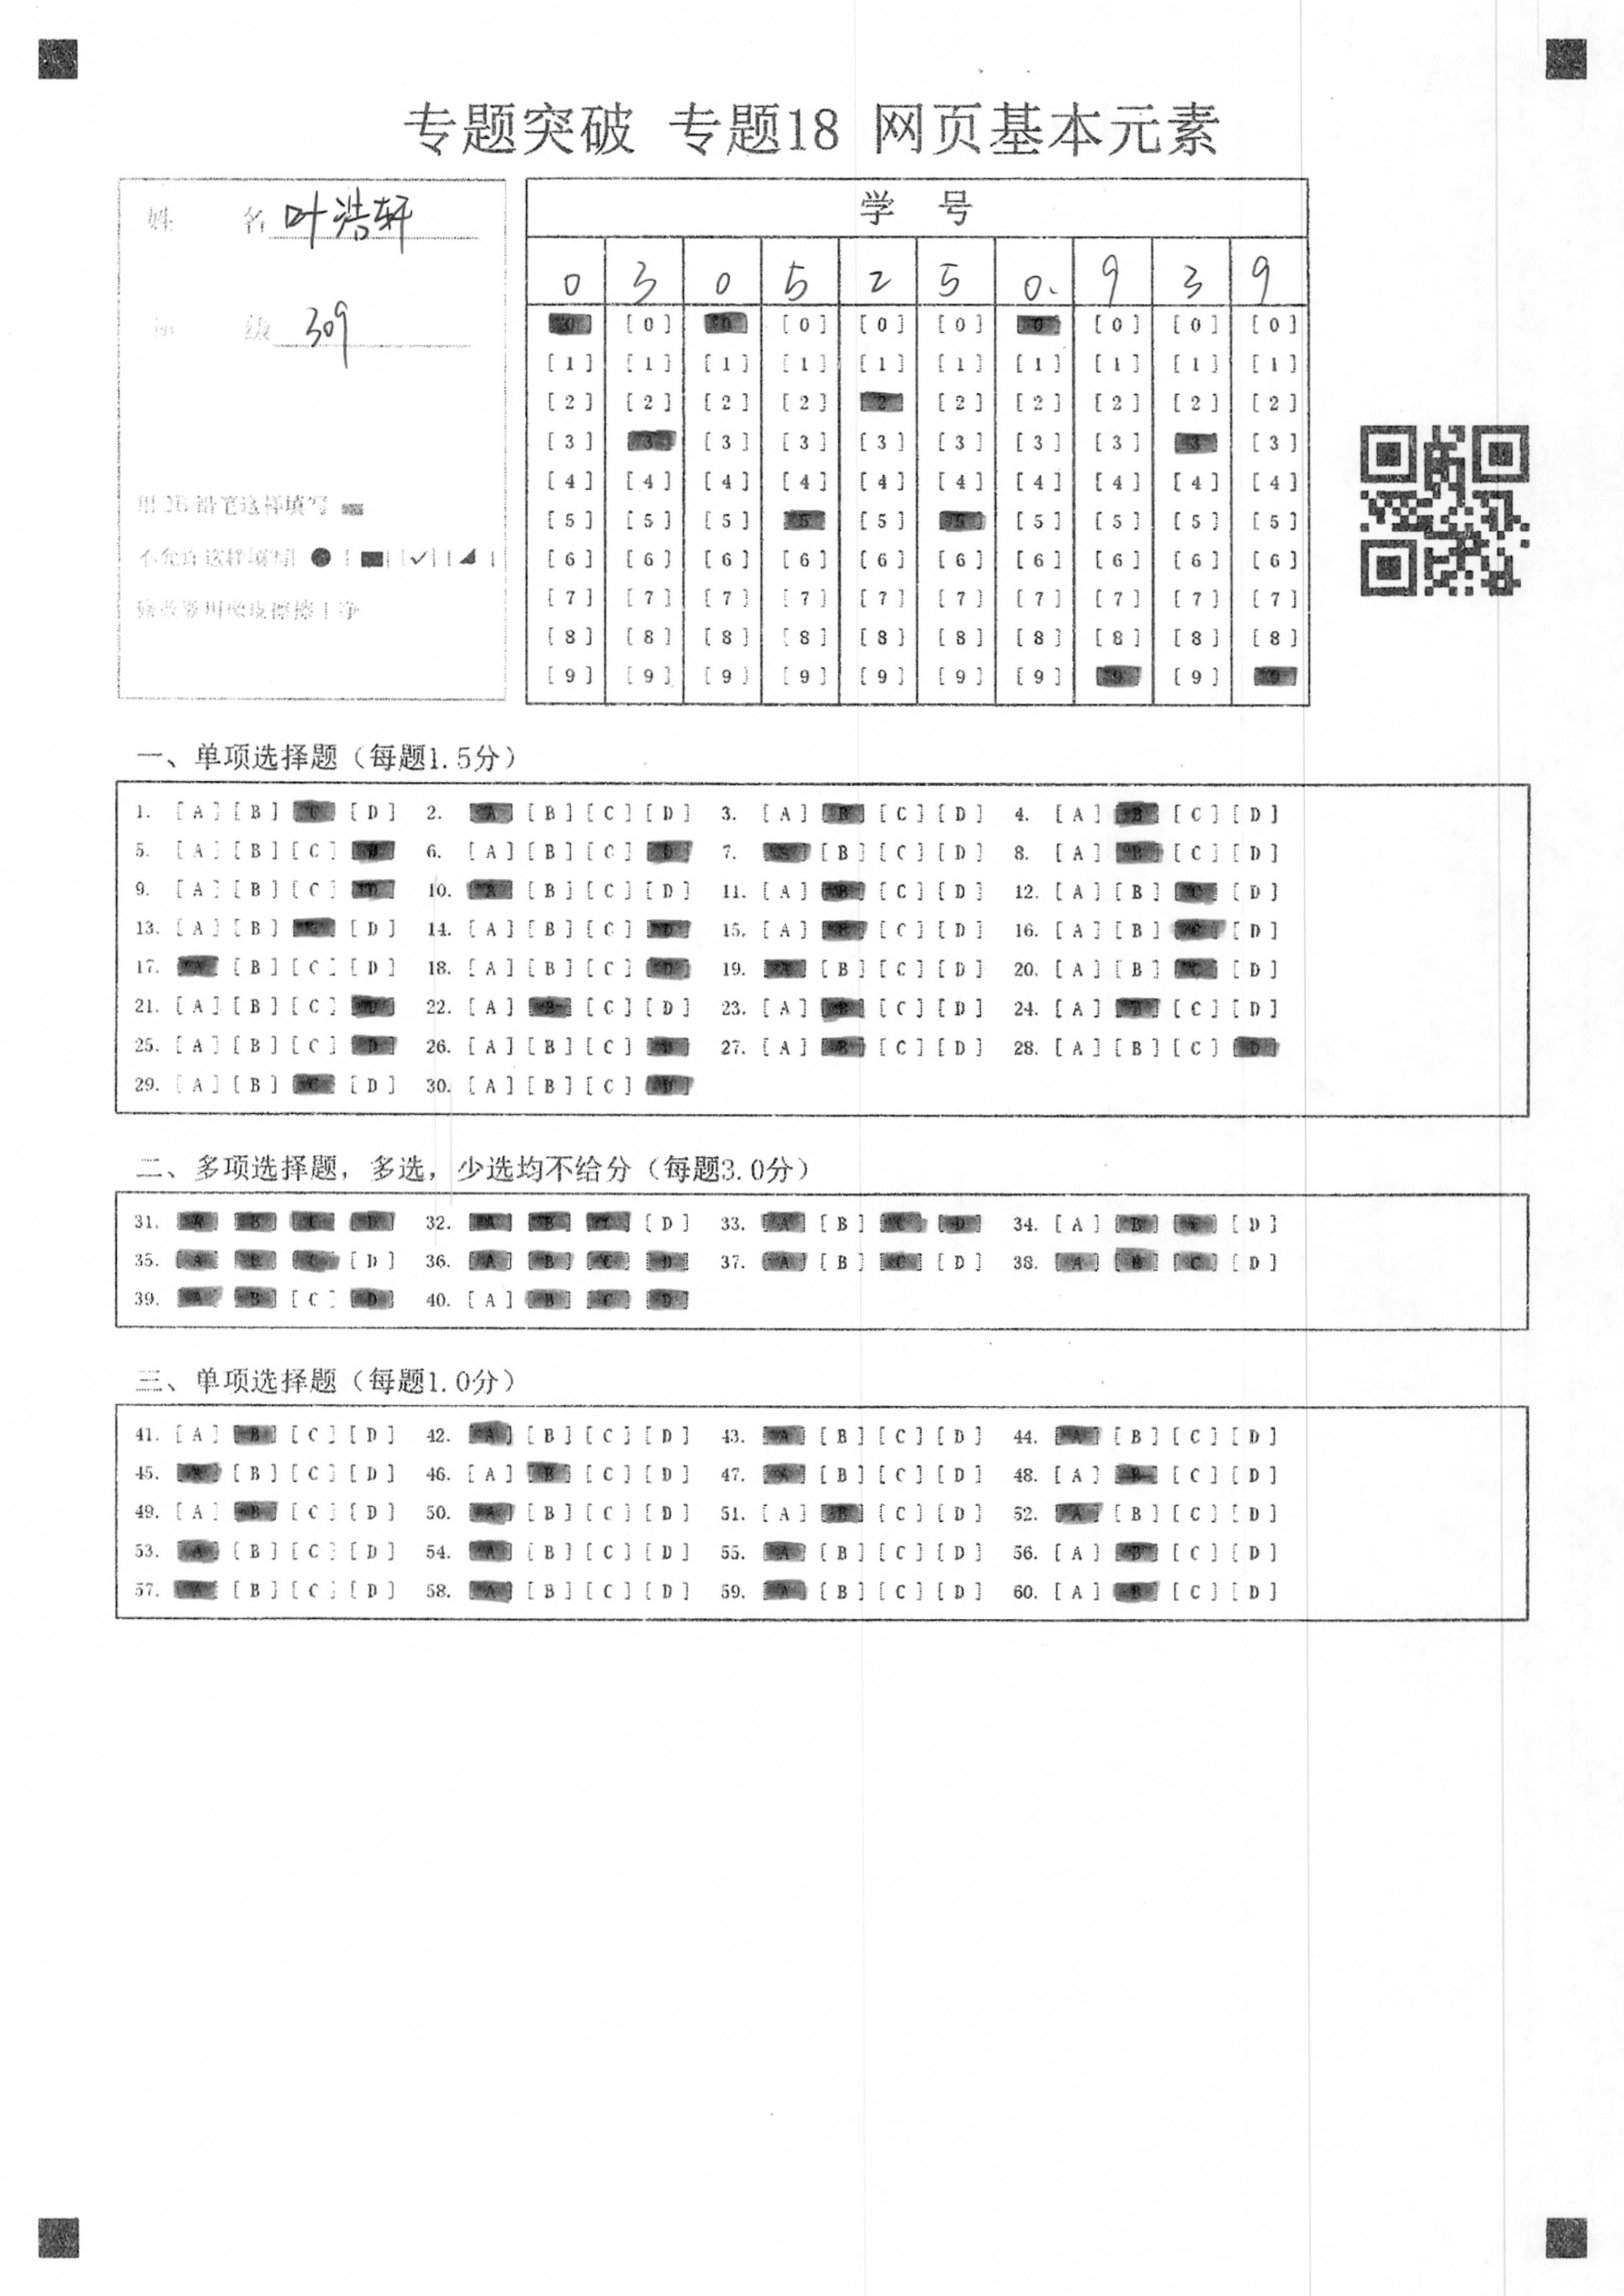 专题突破 专题18 网页基本元素
姓 名 叶浩轩
级 309
用2B铅笔这样填写
不允许这样填写
学 号
0 3 0 5 2 5 0. 9 3 9
[0] [0] [0] [0] [0] [0] [0] [0] [0] [0]
[1] [1] [1] [1] [1] [1] [1] [1] [1] [1]
[2] [2] [2] [2] [2] [2] [2] [2] [2] [2]
[3] [3] [3] [3] [3] [3] [3] [3] [3] [3]
[4] [4] [4] [4] [4] [4] [4] [4] [4] [4]
[5] [5] [5] [5] [5] [5] [5] [5] [5] [5]
[6] [6] [6] [6] [6] [6] [6] [6] [6] [6]
[7] [7] [7] [7] [7] [7] [7] [7] [7] [7]
[8] [8] [8] [8] [8] [8] [8] [8] [8] [8]
[9] [9] [9] [9] [9] [9] [9] [9] [9] [9]
一、单项选择题（每题1.5分）
1. [A] [B] [C] [D] 2. [A] [B] [C] [D] 3. [A] [B] [C] [D] 4. [A] [B] [C] [D]
5. [A] [B] [C] [D] 6. [A] [B] [C] [D] 7. [A] [B] [C] [D] 8. [A] [B] [C] [D]
9. [A] [B] [C] [D] 10. [A] [B] [C] [D] 11. [A] [B] [C] [D] 12. [A] [B] [C] [D]
13. [A] [B] [C] [D] 14. [A] [B] [C] [D] 15. [A] [B] [C] [D] 16. [A] [B] [C] [D]
17. [A] [B] [C] [D] 18. [A] [B] [C] [D] 19. [A] [B] [C] [D] 20. [A] [B] [C] [D]
21. [A] [B] [C] [D] 22. [A] [B] [C] [D] 23. [A] [B] [C] [D] 24. [A] [B] [C] [D]
25. [A] [B] [C] [D] 26. [A] [B] [C] [D] 27. [A] [B] [C] [D] 28. [A] [B] [C] [D]
29. [A] [B] [C] [D] 30. [A] [B] [C] [D]
二、多项选择题，多选，少选均不给分（每题3.0分）
31. [A] [B] [C] [D] 32. [A] [B] [C] [D] 33. [A] [B] [C] [D] 34. [A] [B] [C] [D]
35. [A] [B] [C] [D] 36. [A] [B] [C] [D] 37. [A] [B] [C] [D] 38. [A] [B] [C] [D]
39. [A] [B] [C] [D] 40. [A] [B] [C] [D]
三、单项选择题（每题1.0分）
41. [A] [B] [C] [D] 42. [A] [B] [C] [D] 43. [A] [B] [C] [D] 44. [A] [B] [C] [D]
45. [A] [B] [C] [D] 46. [A] [B] [C] [D] 47. [A] [B] [C] [D] 48. [A] [B] [C] [D]
49. [A] [B] [C] [D] 50. [A] [B] [C] [D] 51. [A] [B] [C] [D] 52. [A] [B] [C] [D]
53. [A] [B] [C] [D] 54. [A] [B] [C] [D] 55. [A] [B] [C] [D] 56. [A] [B] [C] [D]
57. [A] [B] [C] [D] 58. [A] [B] [C] [D] 59. [A] [B] [C] [D] 60. [A] [B] [C] [D]